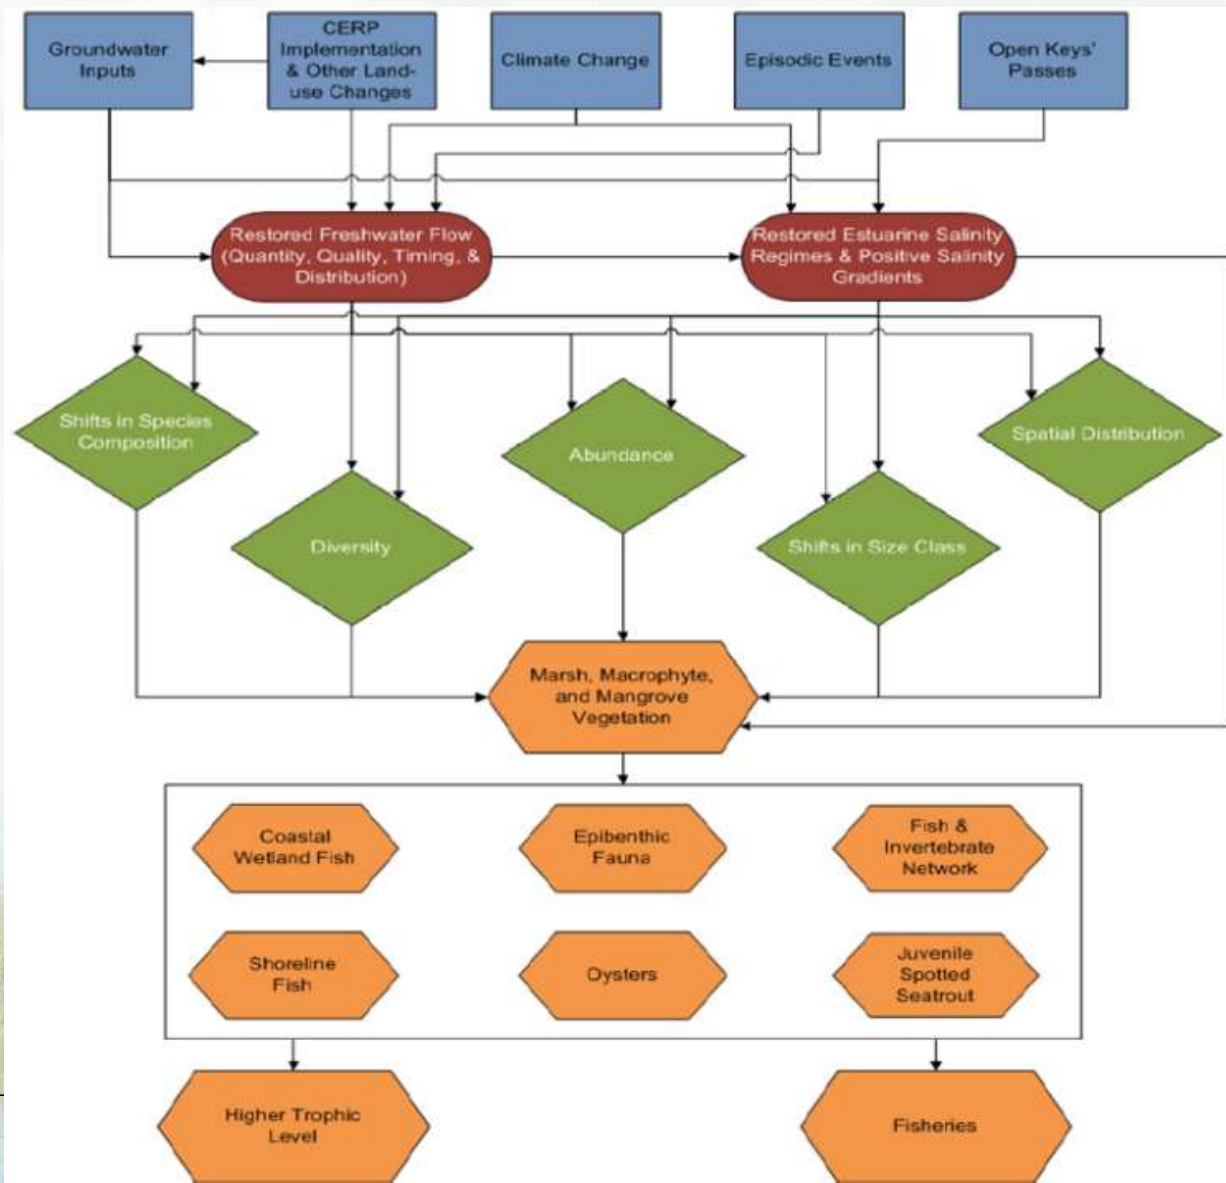 Groundwater
Inputs
CERP
Implementation
& Other Land-
use Changes
Climate Change
Episodic Events
Open Keys'
Passes
Restored Freshwater Flow
(Quantity, Quality, Timing, &
Distribution)
Restored Estuarine Salinity
Regimes & Positive Salinity
Gradients
Shifts in Species
Composition
Abundance
Spatial Distribution
Diversity
Shifts in Size Class
Marsh, Macrophyte,
and Mangrove
Vegetation
Coastal
Wetland Fish
Epibenthic
Fauna
Fish &
Invertebrate
Network
Shoreline
Fish
Oysters
Juvenile
Spotted
Seatrout
Higher Trophic
Level
Fisheries